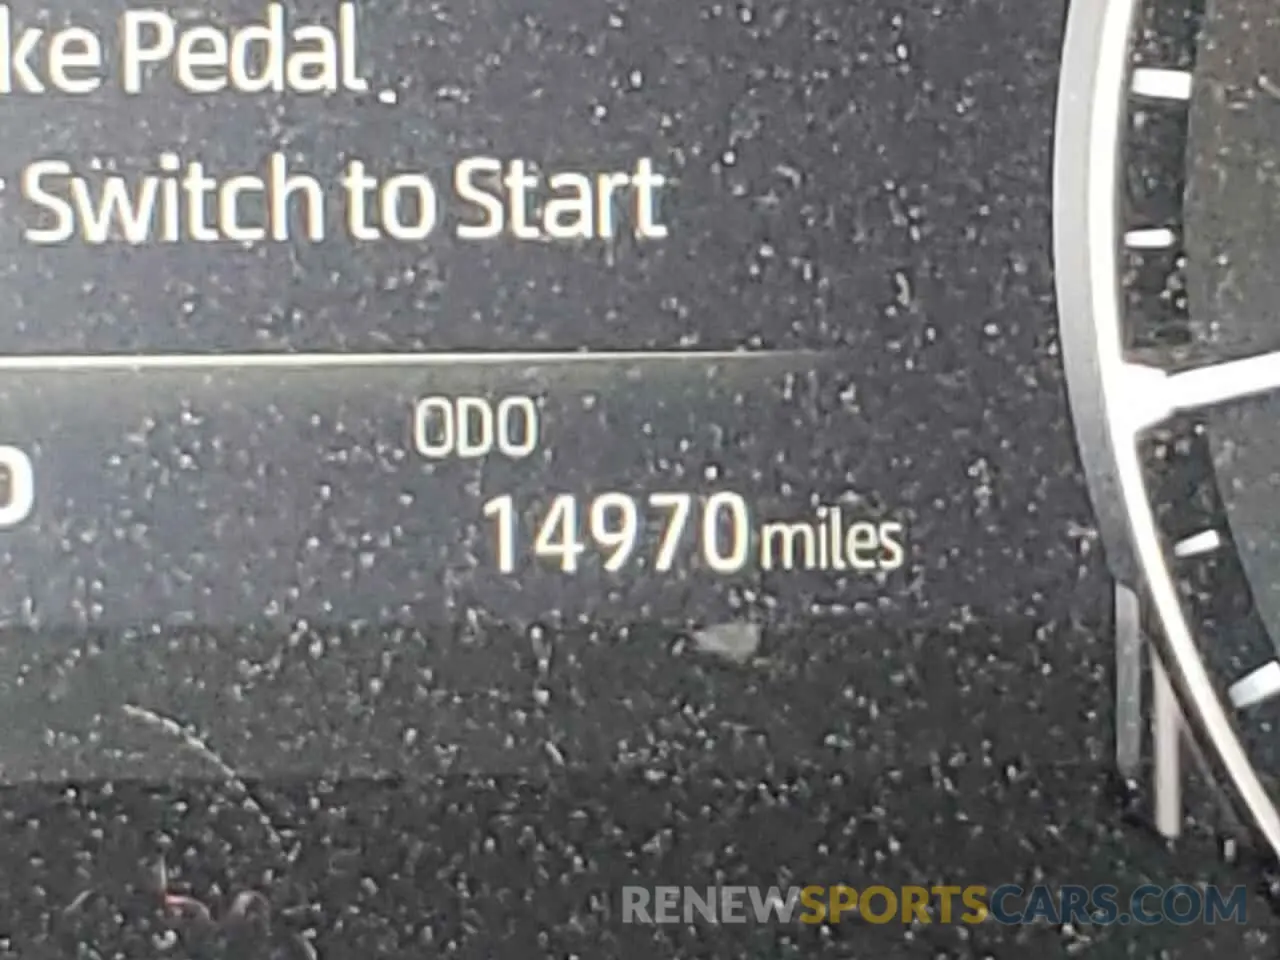 ke Pedal
Switch to Start
ODO
14970 miles
RENEWSPORTSCARS.COM